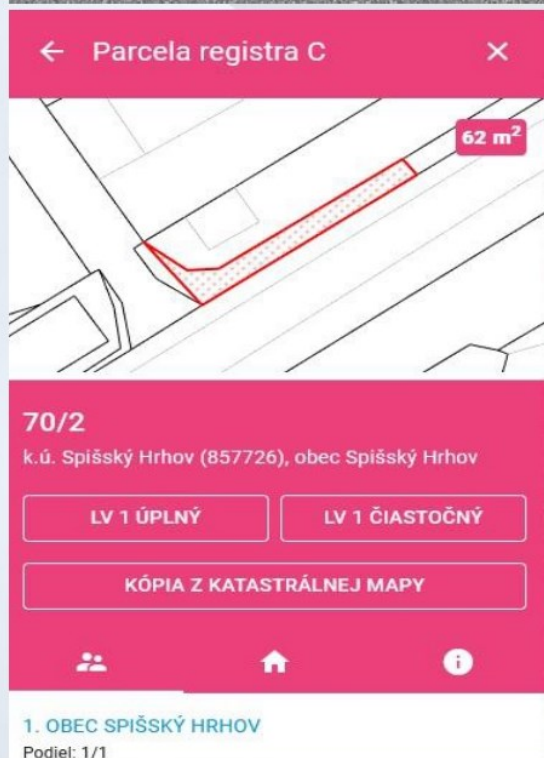 Parcela registra C
62 m²
70/2
k.ú. Spišský Hrhov (857726), obec Spišský Hrhov
LV 1 ÚPLNÝ
LV 1 ČIASTOČNÝ
KÓPIA Z KATASTRÁLNEJ MAPY
1. OBEC SPIŠSKÝ HRHOV
Podiel: 1/1